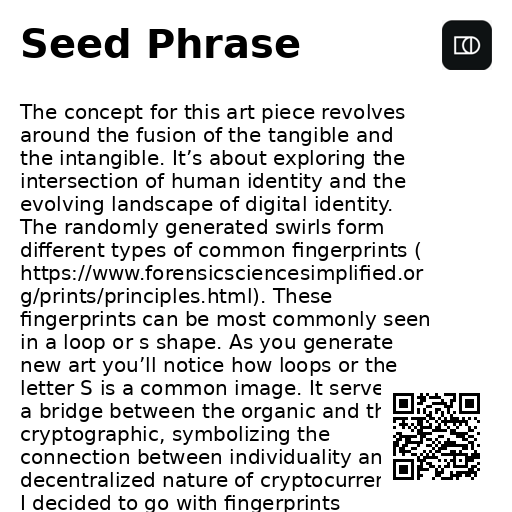 Seed Phrase
The concept for this art piece revolves
around the fusion of the tangible and
the intangible. It’s about exploring the
intersection of human identity and the
evolving landscape of digital identity.
The randomly generated swirls form
different types of common fingerprints (
https://www.forensicsciencesimplified.or
g/prints/principles.html). These
fingerprints can be most commonly seen
in a loop or s shape. As you generate
new art you’ll notice how loops or the
letter S is a common image. It serve
a bridge between the organic and th
cryptographic, symbolizing the
connection between individuality an
decentralized nature of cryptocurren
I decided to go with fingerprints